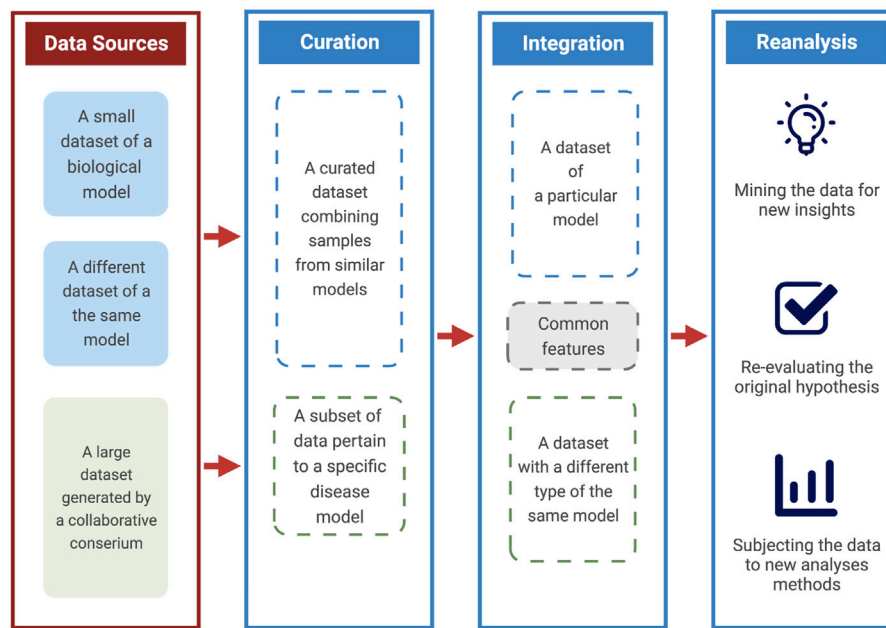 Data Sources
A small
dataset of a
biological
model
A different
dataset of a
the same
model
A large
dataset
generated by
a collaborative
conserium
Curation
A curated
dataset
combining
samples
from similar
models
A subset of
data pertain
to a specific
disease
model
Integration
A dataset
of
a particular
model
Common
features
A dataset
with a different
type of the
same model
Reanalysis
Mining the data for
new insights
Re-evaluating the
original hypothesis
Subjecting the data
to new analyses
methods